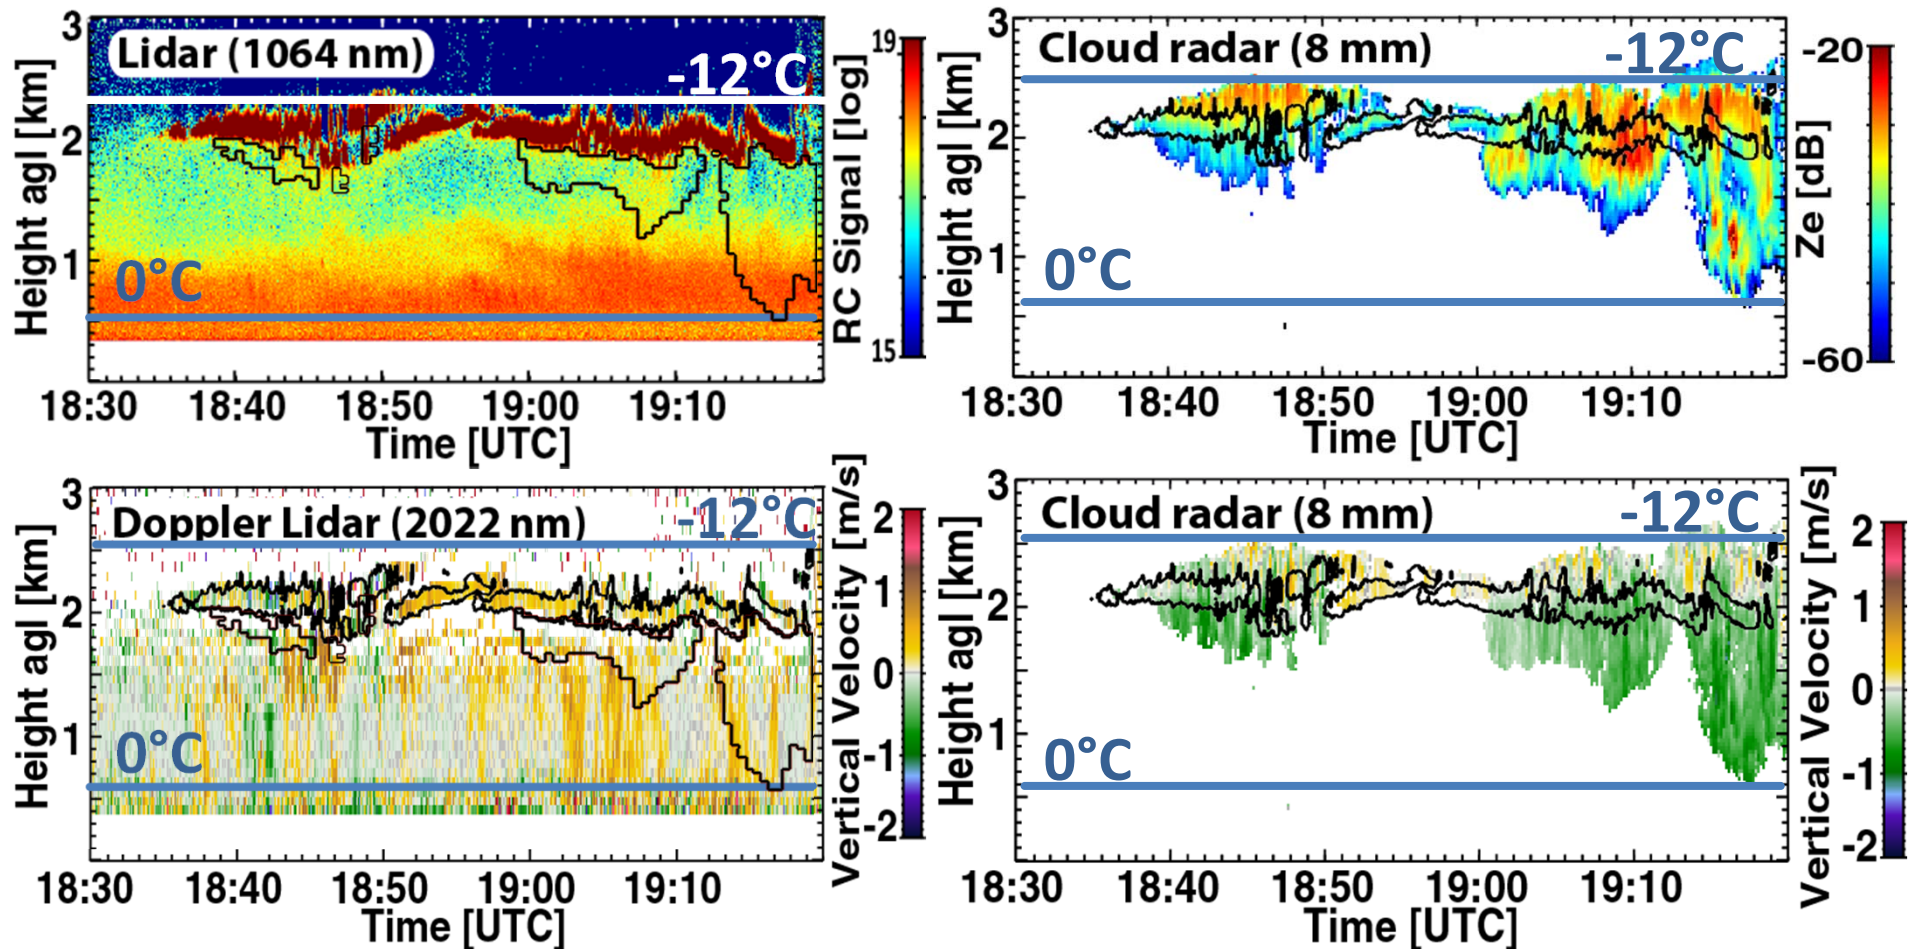 3
2
1
Height agl [km]
Lidar (1064 nm)
-12°C
0°C
18:30 18:40 18:50 19:00 19:10
Time [UTC]
19
15
RC Signal [log]
3
2
1
Height agl [km]
Cloud radar (8 mm)
-12°C
0°C
18:30 18:40 18:50 19:00 19:10
Time [UTC]
-20
-60
Ze [dB]
3
2
1
Height agl [km]
Doppler Lidar (2022 nm)
-12°C
0°C
18:30 18:40 18:50 19:00 19:10
Time [UTC]
2
1
0
-1
-2
Vertical Velocity [m/s]
3
2
1
Height agl [km]
Cloud radar (8 mm)
-12°C
0°C
18:30 18:40 18:50 19:00 19:10
Time [UTC]
2
1
0
-1
-2
Vertical Velocity [m/s]